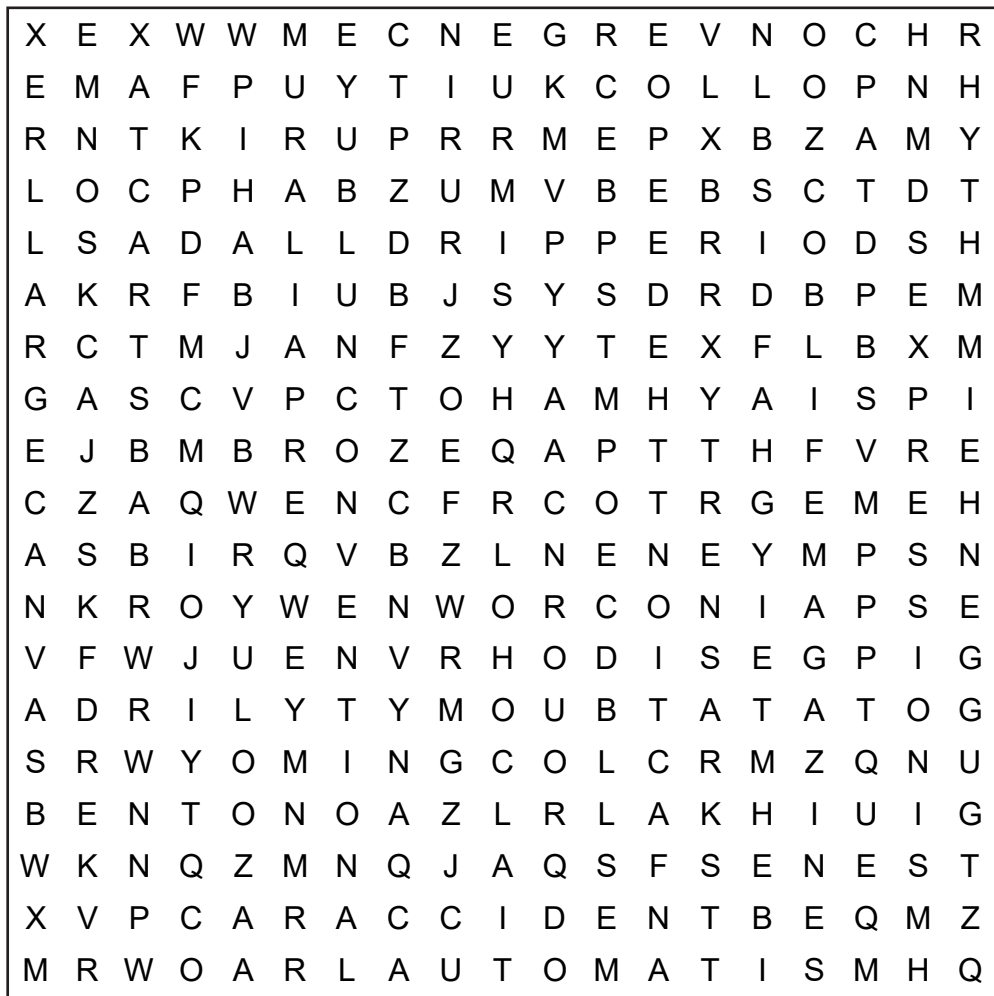 X E X W W M E C N E G R E V N O C H R
E M A F P U Y T I U K C O L L O P N H
R N T K I R U P R R M E P X B Z A M Y
L O C P H A B Z U M V B E B S C T D T
L S A D A L L D R I P P E R I O D S H
A K R F B I U B J S Y S D R D B P E M
R C T M J A N F Z Y Y T E X F L B X M
G A S C V P C T O H A M H Y A I S P I
E J B M B R O Z E Q A P T T H F V R E
C Z A Q W E N C F R C O T R G E M E H
A S B I R Q V B Z L N E N E Y M P S N
N K R O Y W E N W O R C O N I A P S E
V F W J U E N V R H O D I S E G P I G
A D R I L Y T Y M O U B T A T A T O G
S R W Y O M I N G C O L C R M Z Q N U
B E N T O N O A Z L R L A K H I U I G
W K N Q Z M N Q J A Q S F S E N E S T
X V P C A R A C C I D E N T B E Q M Z
M R W O A R L A U T O M A T I S M H Q